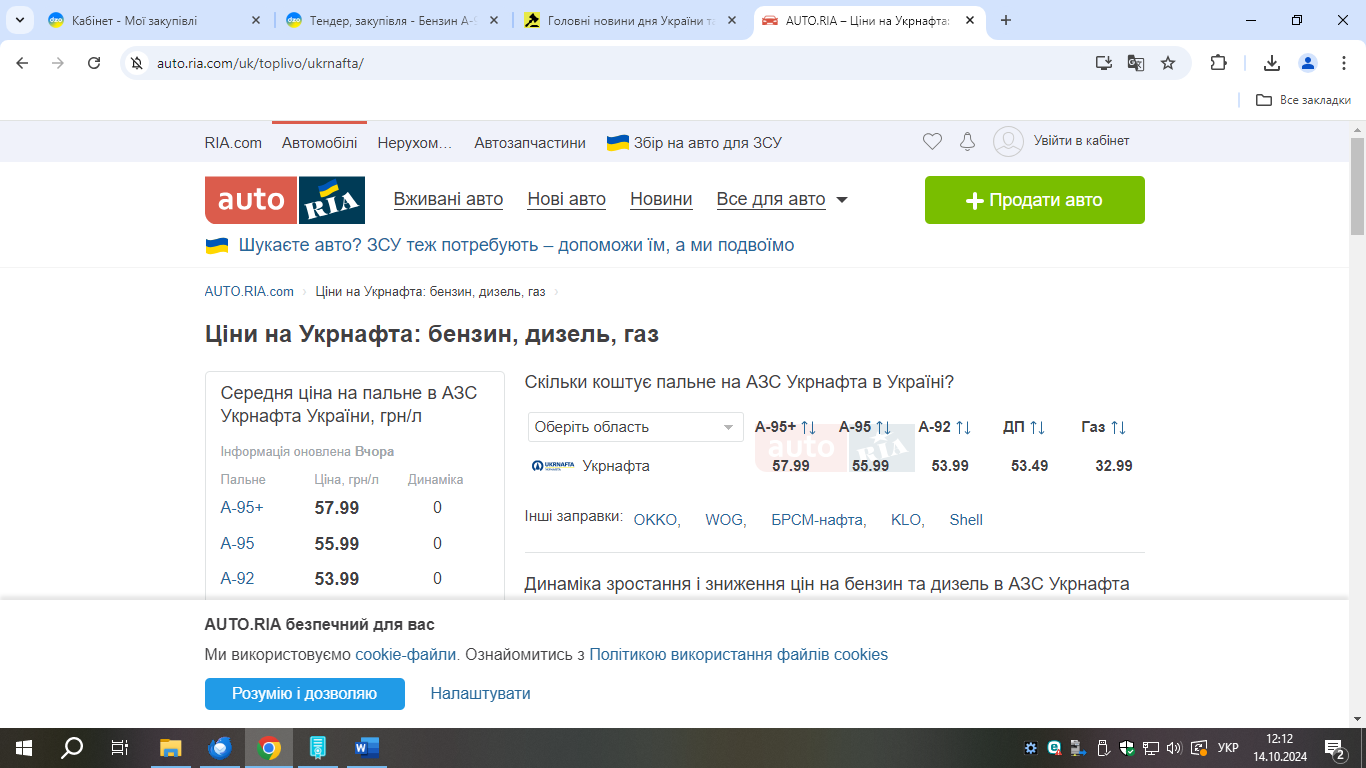 Кабінет - Мої закупівлі
Тендер, закупівля - Бензин А-9
Головні новини дня України та
AUTO.RIA – Ціни на Укрнафта:
auto.ria.com/uk/toplivo/ukrnafta/
Все закладки
RIA.com Автомобілі Нерухом... Автозапчастини Збір на авто для ЗСУ Увійти в кабінет
auto RIA Вживані авто Нові авто Новини Все для авто Продати авто
Шукаєте авто? ЗСУ теж потребують – допоможи їм, а ми подвоїмо
AUTO.RIA.com › Ціни на Укрнафта: бензин, дизель, газ ›
Ціни на Укрнафта: бензин, дизель, газ
Середня ціна на пальне в АЗС
Укрнафта України, грн/л
Інформація оновлена Вчора
Пальне Ціна, грн/л Динаміка
А-95+ 57.99 0
А-95 55.99 0
А-92 53.99 0
Скільки коштує пальне на АЗС Укрнафта в Україні?
Оберіть область А-95+ А-95 А-92 ДП Газ
auto RIA
UKRNAFTA Укрнафта 57.99 55.99 53.99 53.49 32.99
Інші заправки: ОККО, WOG, БРСМ-нафта, KLO, Shell
Динаміка зростання і зниження цін на бензин та дизель в АЗС Укрнафта
AUTO.RIA безпечний для вас
Ми використовуємо cookie-файли. Ознайомитись з Політикою використання файлів cookies
Розумію і дозволяю Налаштувати
УКР
12:12
14.10.2024
2